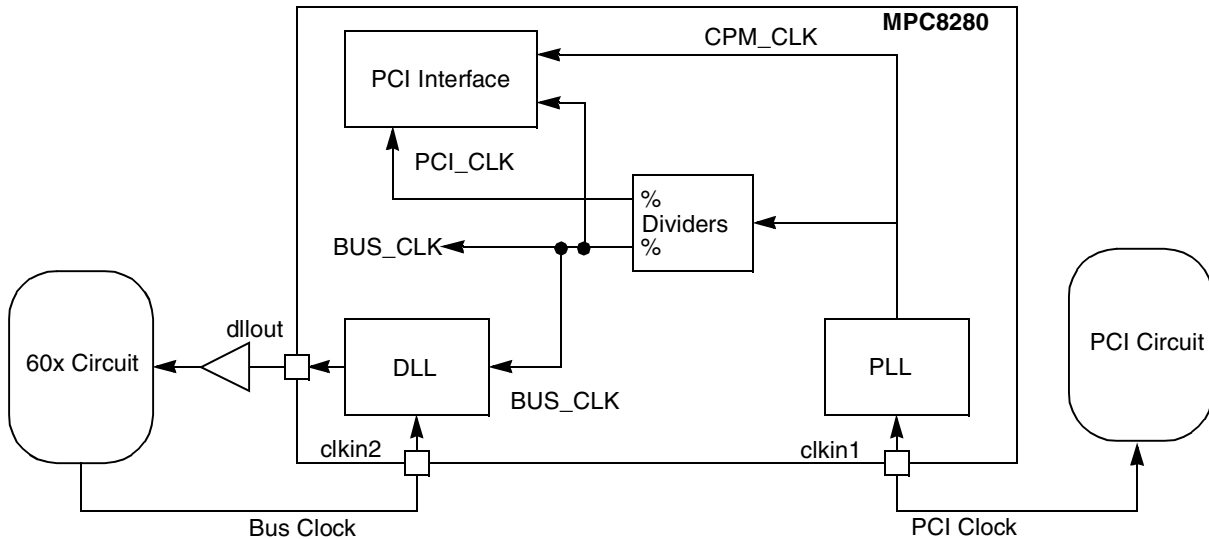 MPC8280
CPM_CLK
PCI Interface
PCI_CLK
%
Dividers
%
BUS_CLK
dllout
60x Circuit
DLL
PLL
PCI Circuit
BUS_CLK
clkin2
clkin1
Bus Clock
PCI Clock